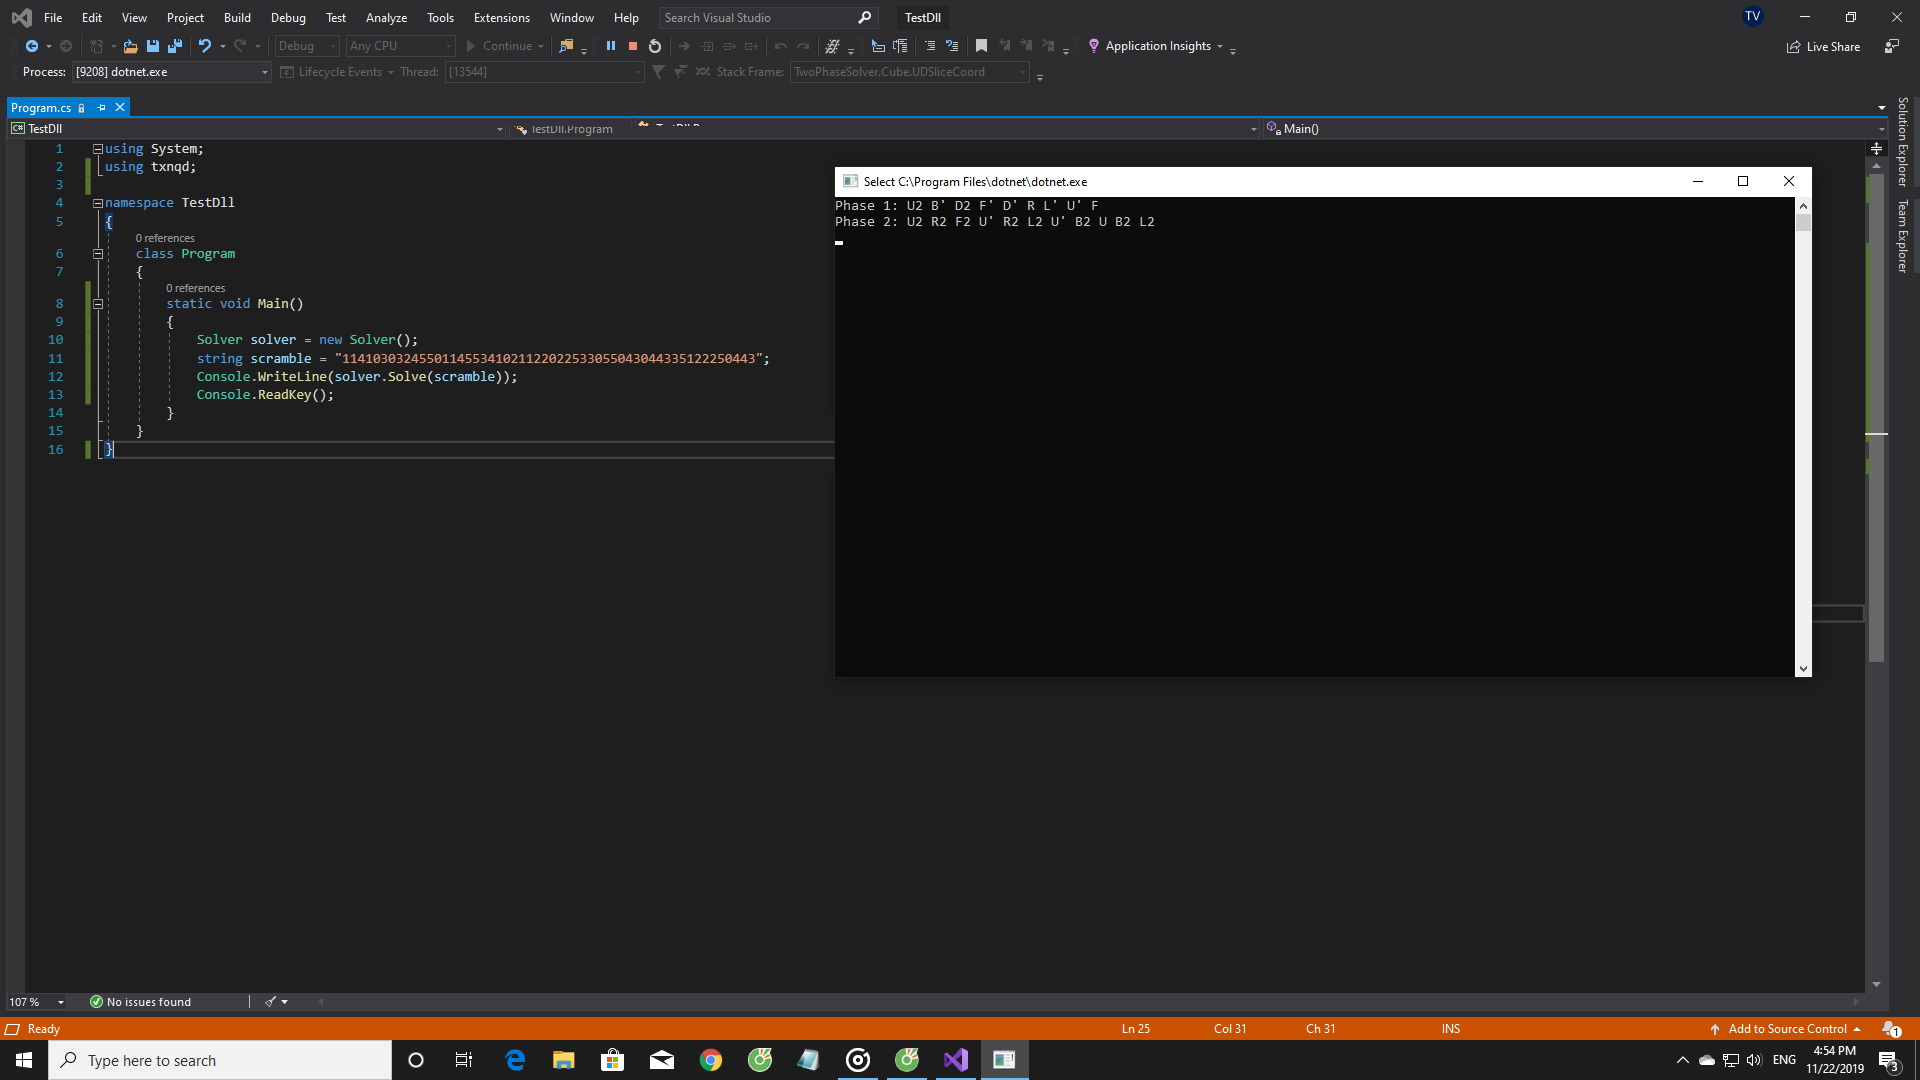 File Edit View Project Build Debug Test Analyze Tools Extensions Window Help Search Visual Studio TestDll TV
Debug Any CPU Continue Application Insights Live Share
Process: [9208] dotnet.exe Lifecycle Events Thread: [13544] Stack Frame: TwoPhaseSolver.Cube.UDSliceCoord
Program.cs
C# TestDll TestDll.Program Main()
1 using System;
2 using txnqd;
3
4 namespace TestDll
5 {
0 references
6 class Program
7 {
0 references
8 static void Main()
9 {
10 Solver solver = new Solver();
11 string scramble = "114103032455011455341021122022533055043044335122250443";
12 Console.WriteLine(solver.Solve(scramble));
13 Console.ReadKey();
14 }
15 }
16 }
Select C:\Program Files\dotnet\dotnet.exe
Phase 1: U2 B' D2 F' D' R L' U' F
Phase 2: U2 R2 F2 U' R2 L2 U' B2 U B2 L2
Solution Explorer
Team Explorer
107 % No issues found
Ready Ln 25 Col 31 Ch 31 INS Add to Source Control 1
Type here to search ENG 4:54 PM
11/22/2019 3